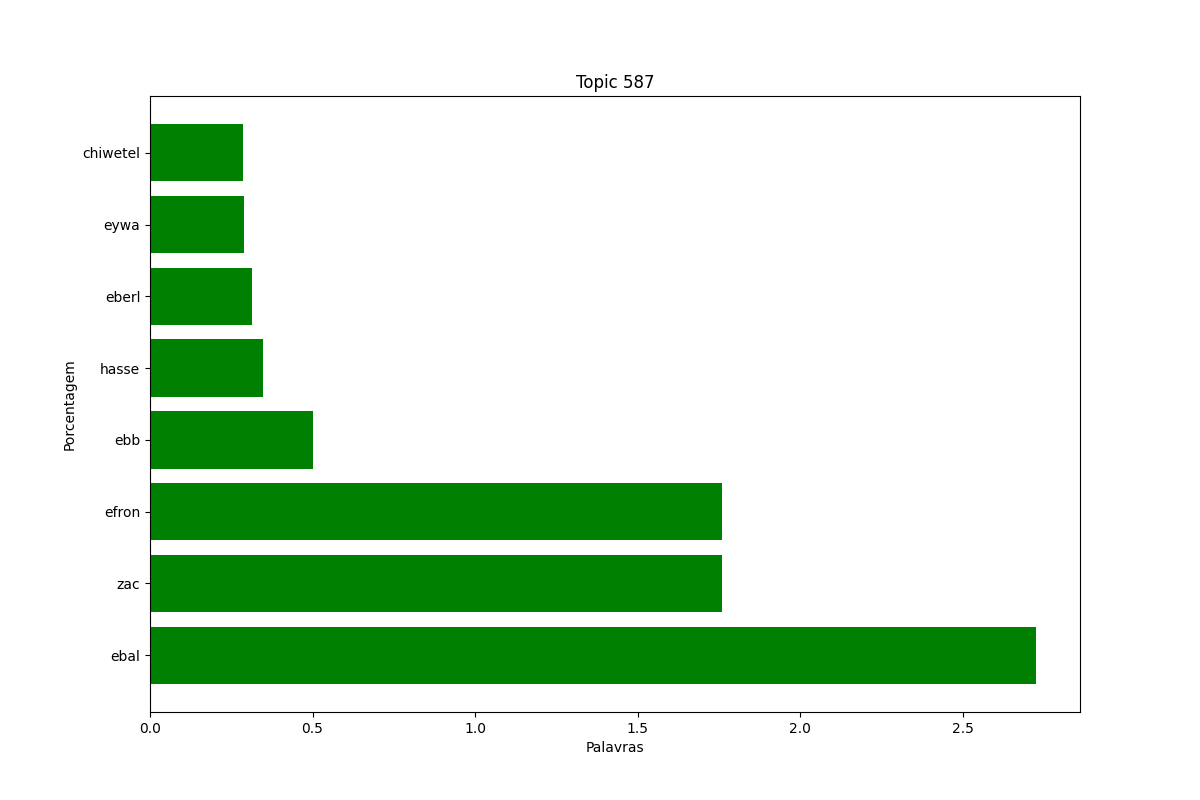 Topic 587
chiwetel
eywa
eberl
hasse
ebb
efron
zac
ebal
Porcentagem
0.0 0.5 1.0 1.5 2.0 2.5
Palavras